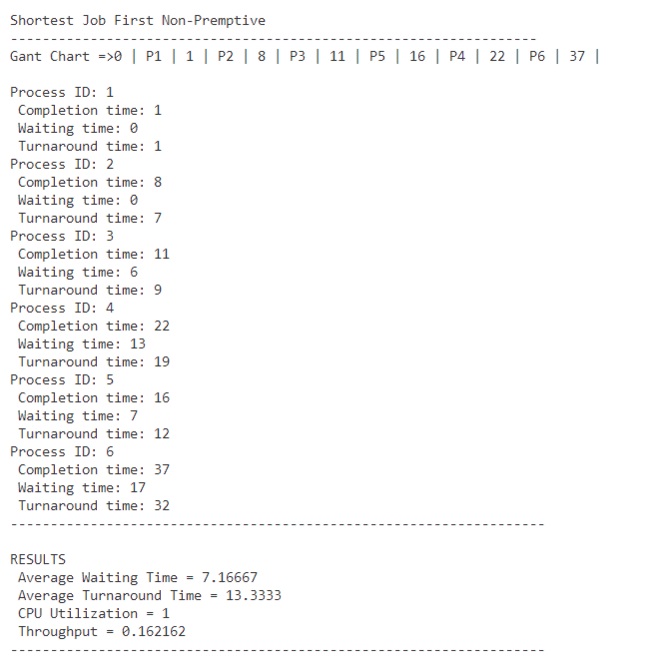 Shortest Job First Non-Premptive
------------------------------------------------------------------
Gant Chart =>0 | P1 | 1 | P2 | 8 | P3 | 11 | P5 | 16 | P4 | 22 | P6 | 37 |
Process ID: 1
Completion time: 1
Waiting time: 0
Turnaround time: 1
Process ID: 2
Completion time: 8
Waiting time: 0
Turnaround time: 7
Process ID: 3
Completion time: 11
Waiting time: 6
Turnaround time: 9
Process ID: 4
Completion time: 22
Waiting time: 13
Turnaround time: 19
Process ID: 5
Completion time: 16
Waiting time: 7
Turnaround time: 12
Process ID: 6
Completion time: 37
Waiting time: 17
Turnaround time: 32
-------------------------------------------------------------------
RESULTS
Average Waiting Time = 7.16667
Average Turnaround Time = 13.3333
CPU Utilization = 1
Throughput = 0.162162
-------------------------------------------------------------------